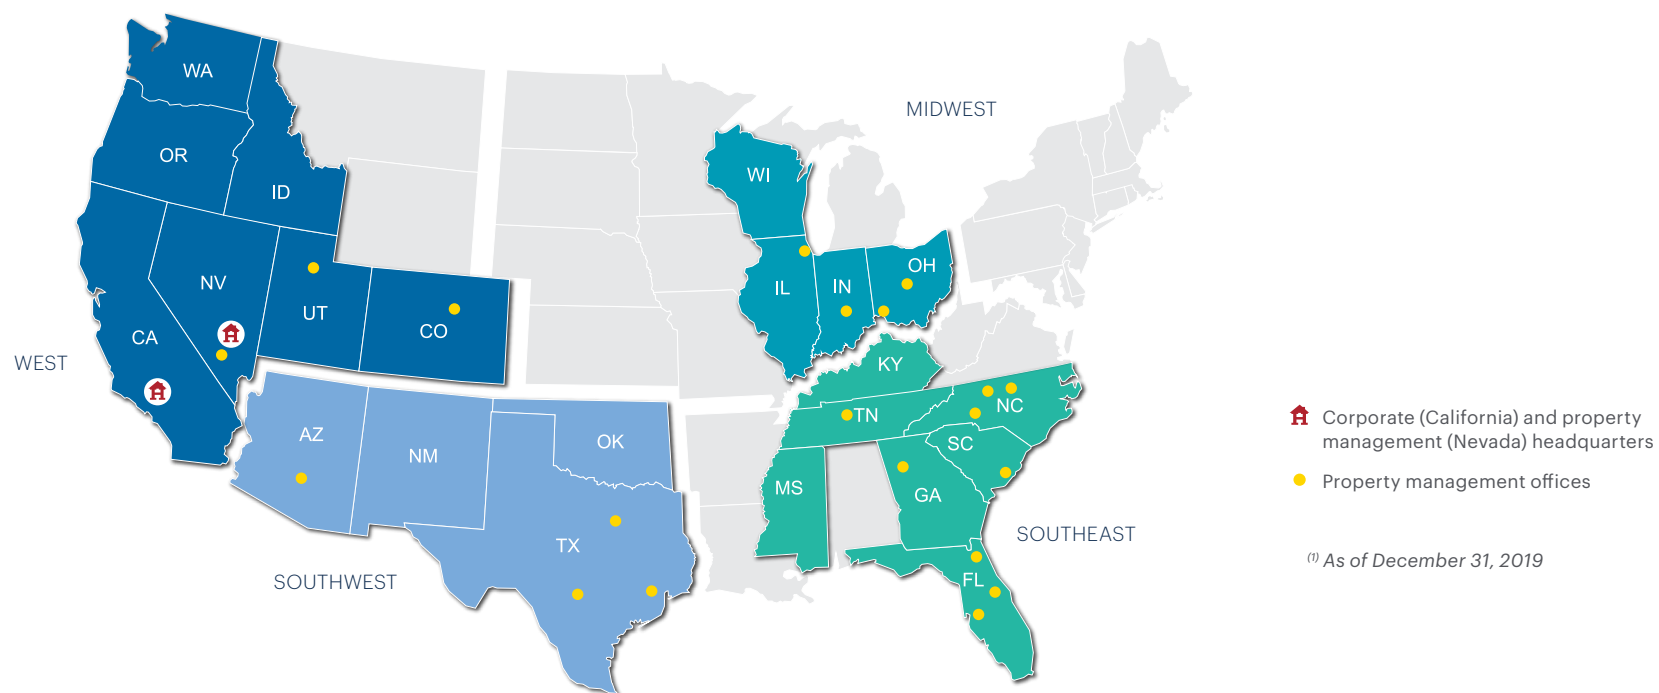 WA
MIDWEST
OR
WI
ID
OH
NV
IL
IN
UT
CO
CA
WEST
KY
NC
TN
Corporate (California) and property
management (Nevada) headquarters
AZ
OK
SC
NM
Property management offices
MS
GA
SOUTHEAST
TX
(1) As of December 31, 2019
SOUTHWEST
FL